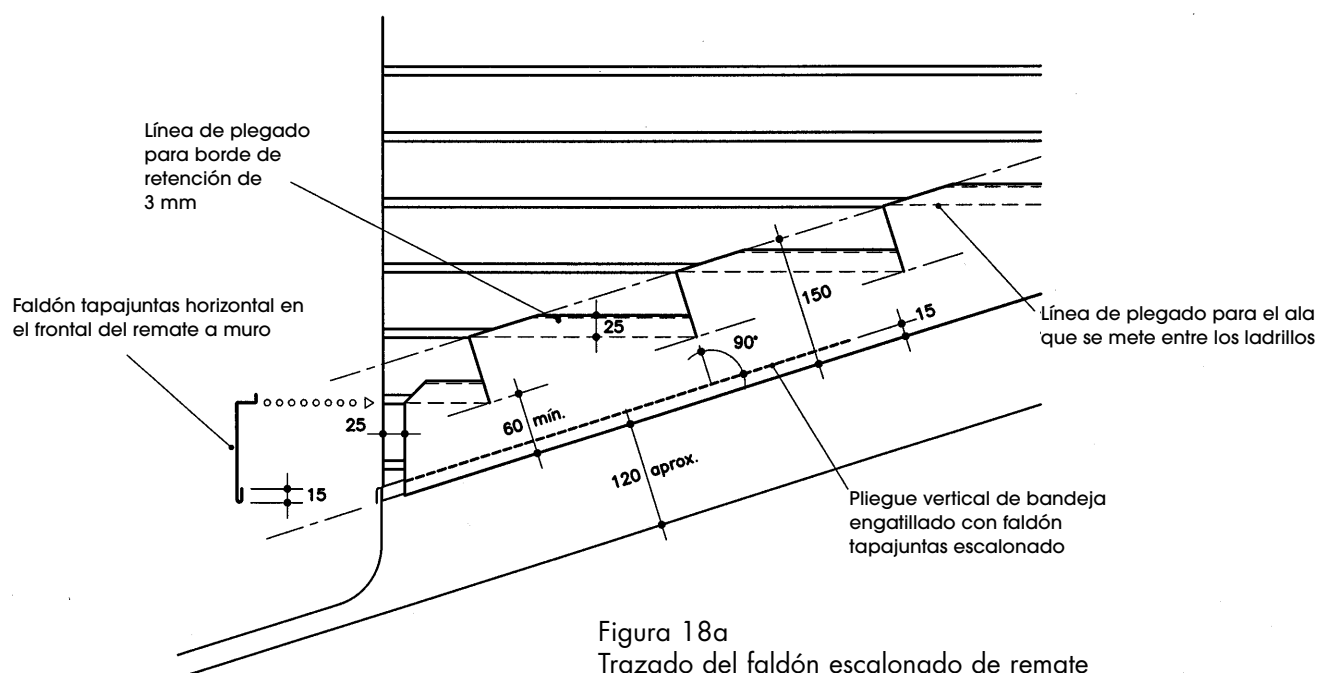 Línea de plegado
para borde de
retención de
3 mm
Faldón tapajuntas horizontal en
el frontal del remate a muro
25
15
25
60 mín.
120 aprox.
90°
150
15
Línea de plegado para el ala
que se mete entre los ladrillos
Pliegue vertical de bandeja
engatillado con faldón
tapajuntas escalonado
Figura 18a
Trazado del faldón escalonado de remate